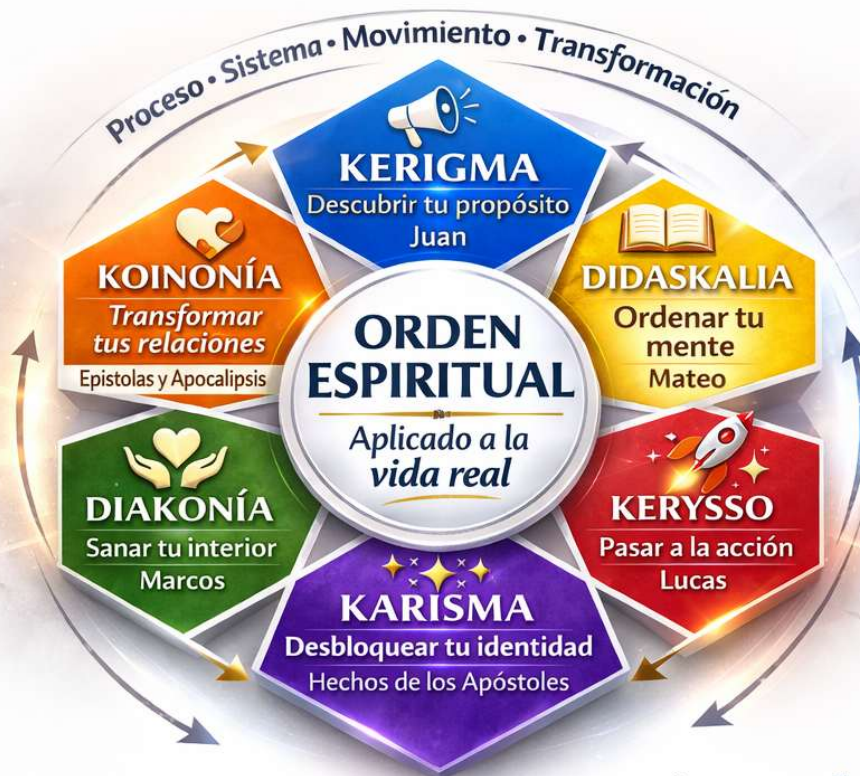 Proceso • Sistema • Movimiento • Transformación
KERIGMA
Descubrir tu propósito
Juan
KOINONÍA
Transformar
tus relaciones
Epistolas y Apocalipsis
DIDASKALIA
Ordenar tu
mente
Mateo
ORDEN
ESPIRITUAL
Aplicado a la
vida real
DIAKONÍA
Sanar tu interior
Marcos
KERYSSO
Pasar a la acción
Lucas
KARISMA
Desbloquear tu identidad
Hechos de los Apóstoles